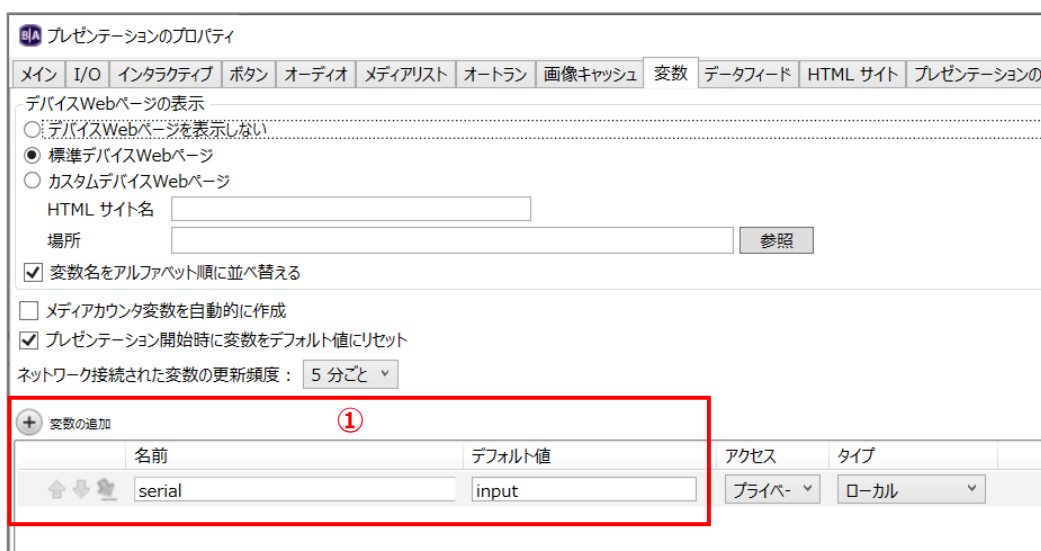 B|A プレゼンテーションのプロパティ
メイン I/O インタラクティブ ボタン オーディオ メディアリスト オートラン 画像キャッシュ 変数 データフィード HTML サイト プレゼンテーションの
デバイスWebページの表示
デバイスWebページを表示しない
標準デバイスWebページ
カスタムデバイスWebページ
HTML サイト名
場所 参照
変数名をアルファベット順に並べ替える
メディアカウンタ変数を自動的に作成
プレゼンテーション開始時に変数をデフォルト値にリセット
ネットワーク接続された変数の更新頻度： 5 分ごと
変数の追加 ①
名前 デフォルト値 アクセス タイプ
serial input プライベ- ローカル